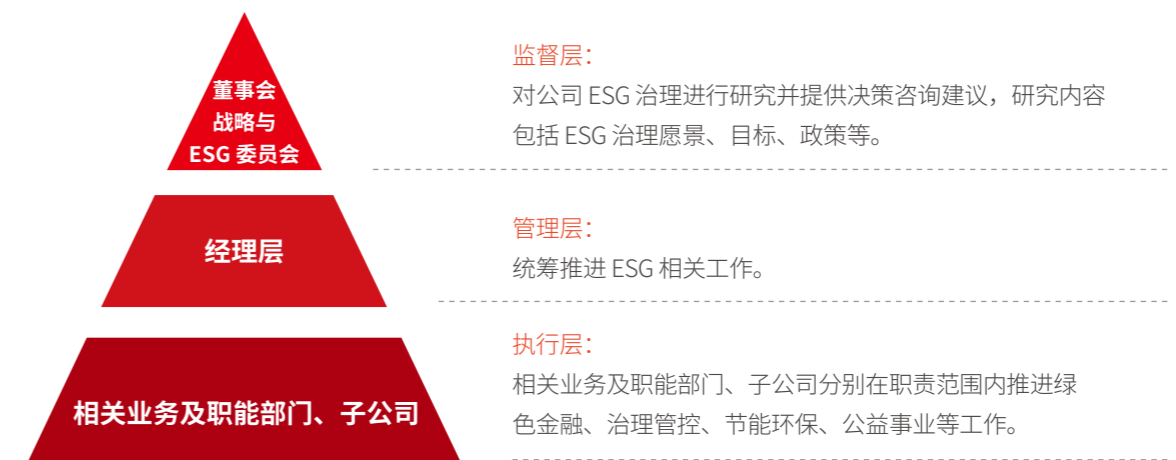 董事会
战略与
ESG 委员会
监督层：
对公司 ESG 治理进行研究并提供决策咨询建议，研究内容
包括 ESG 治理愿景、目标、政策等。
经理层
管理层：
统筹推进 ESG 相关工作。
相关业务及职能部门、子公司
执行层：
相关业务及职能部门、子公司分别在职责范围内推进绿
色金融、治理管控、节能环保、公益事业等工作。